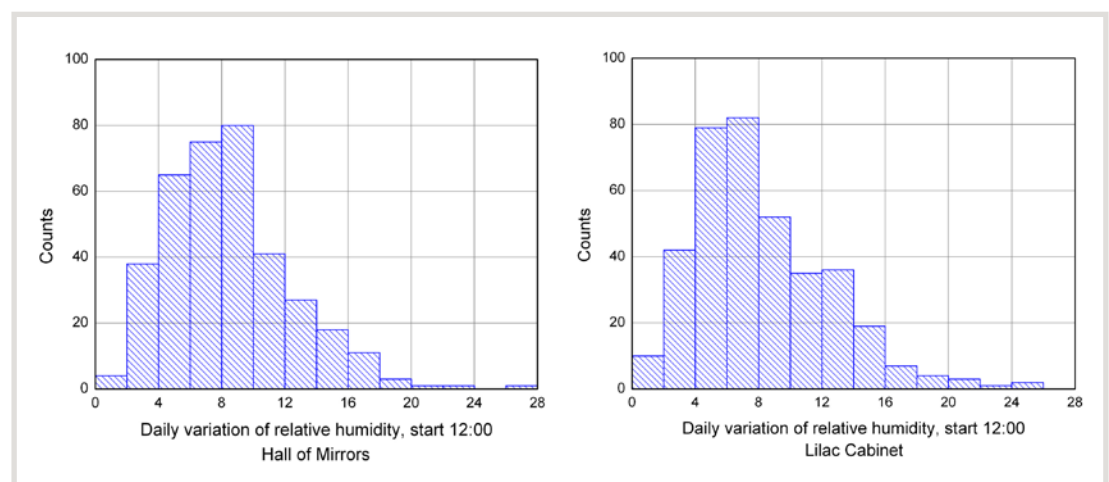 100
80
60
40
20
0
Counts
0 4 8 12 16 20 24 28
Daily variation of relative humidity, start 12:00
Hall of Mirrors
100
80
60
40
20
0
Counts
0 4 8 12 16 20 24 28
Daily variation of relative humidity, start 12:00
Lilac Cabinet